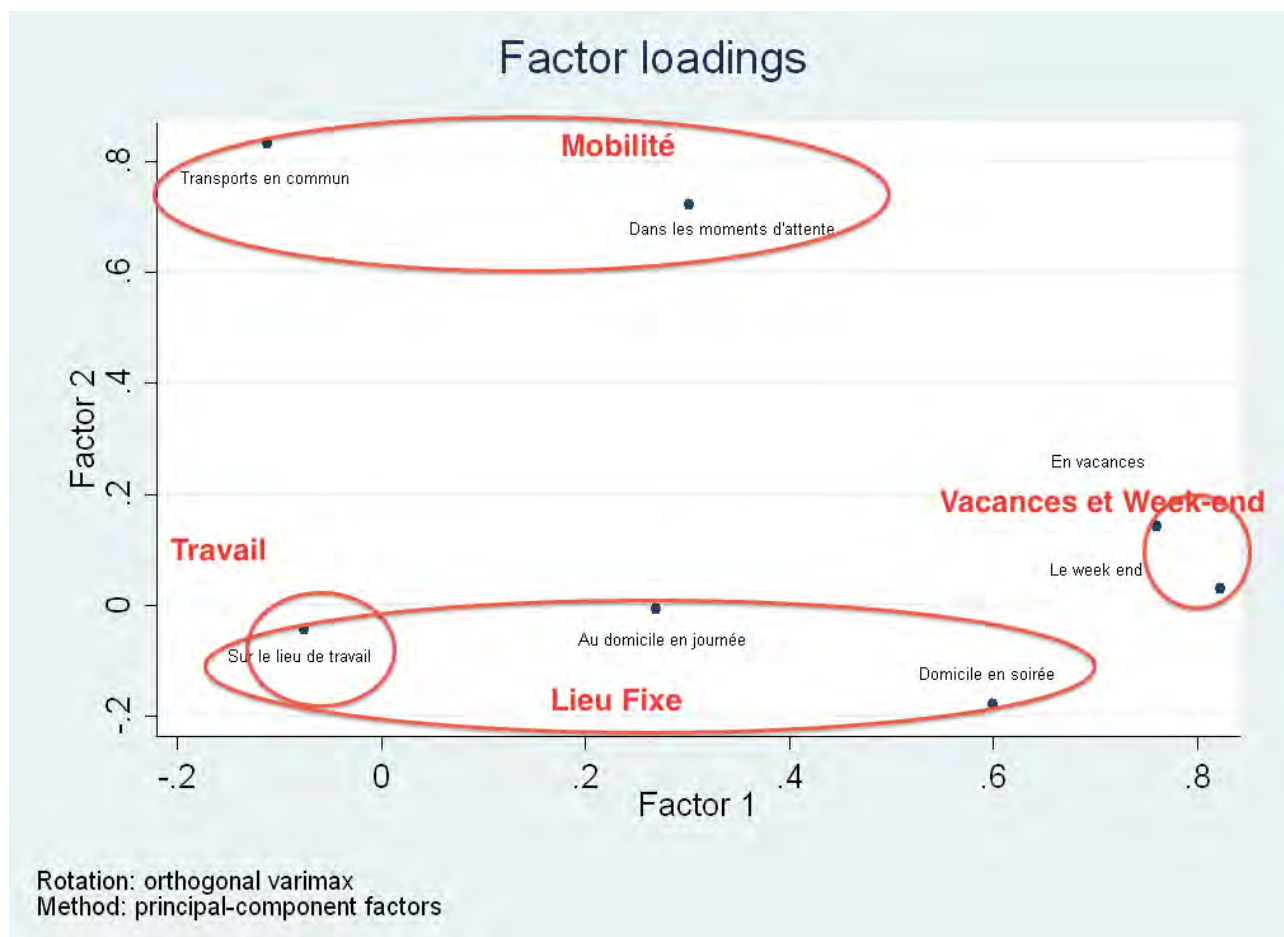 Factor loadings
Mobilité
.8
Transports en commun
Dans les moments d'attente
.6
Factor 2
.4
En vacances
.2
Vacances et Week-end
Travail
Le week end
0
Au domicile en journée
Sur le lieu de travail
Domicile en soirée
Lieu Fixe
-.2
-.2 0 .2 .4 .6 .8
Factor 1
Rotation: orthogonal varimax
Method: principal-component factors